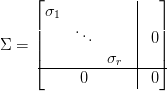 Σ = [ σ₁ | ]
[ ⋱ | 0 ]
[ σᵣ | ]
[ 0 | 0 ]